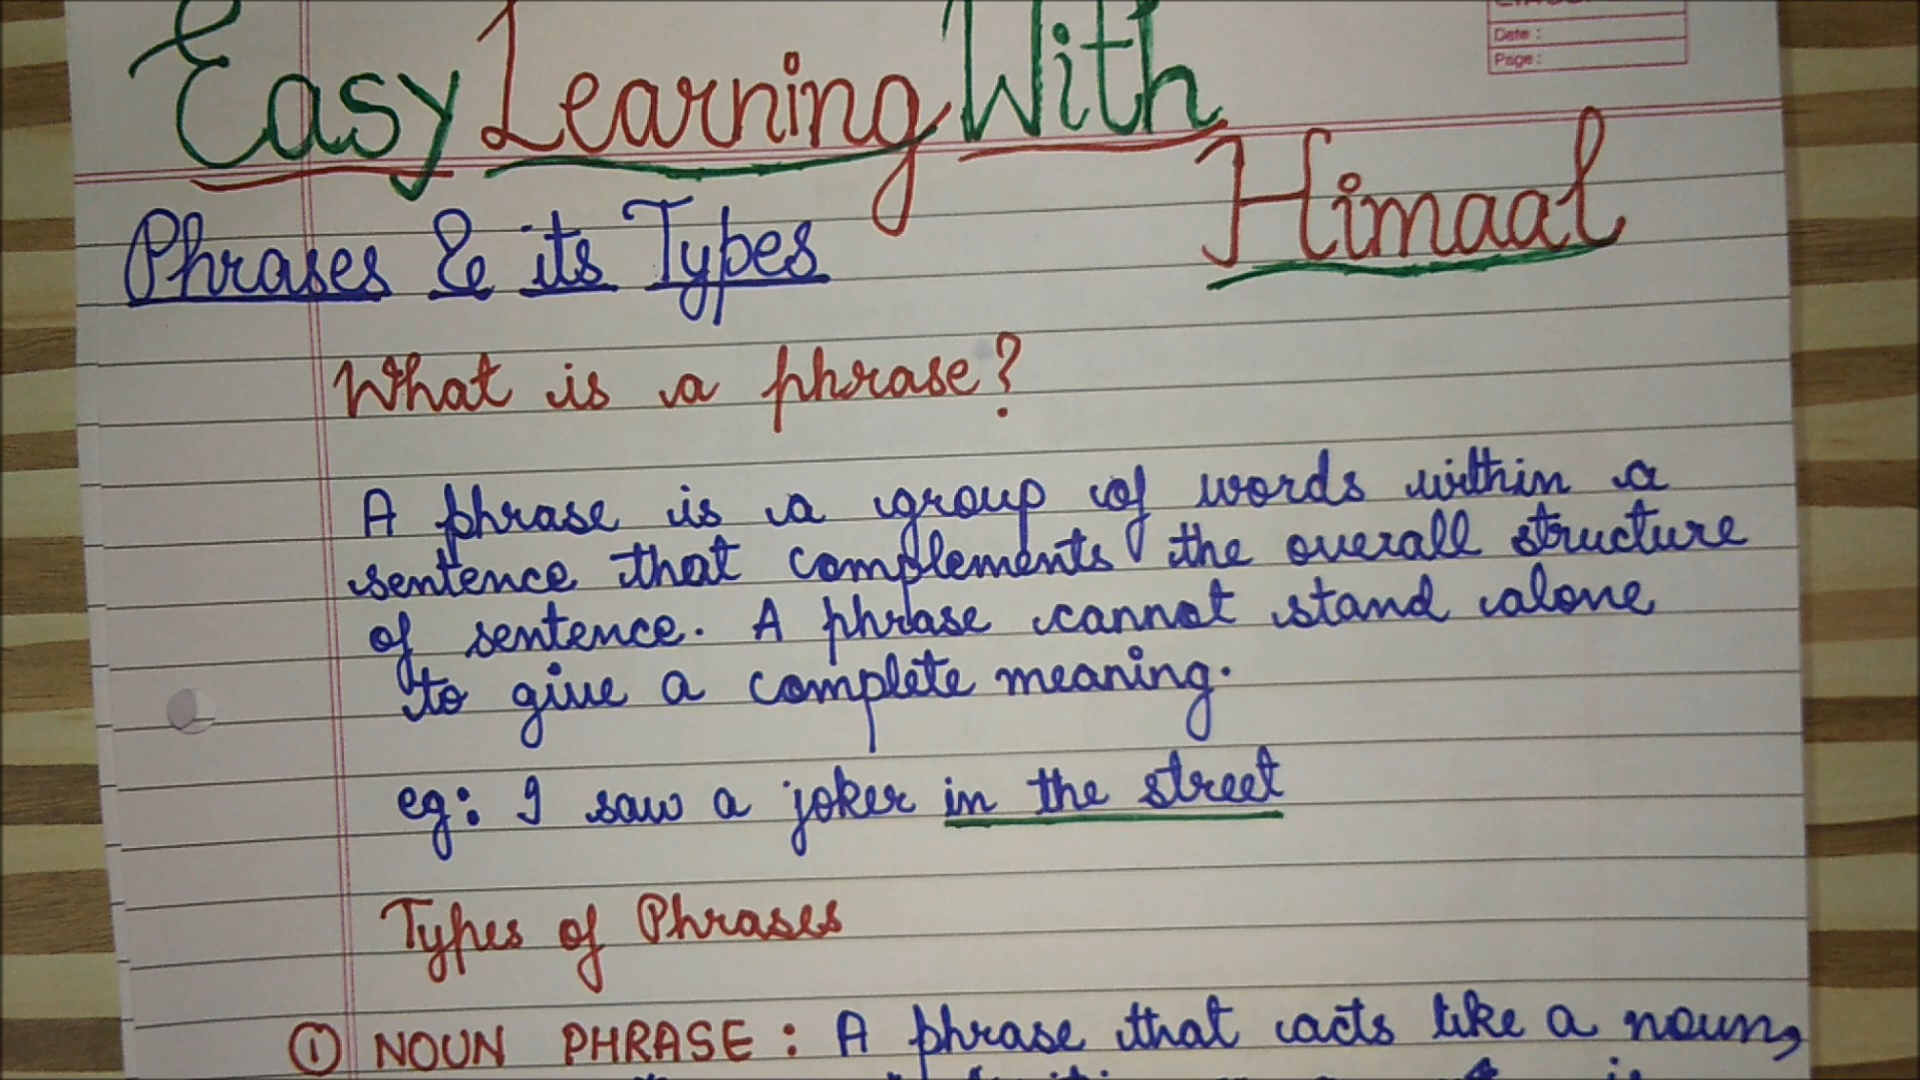 Easy Learning With
Himaal
Date :
Page :
Phrases & its Types
What is a phrase?
A phrase is a group of words within a
sentence that complements the overall structure
of sentence. A phrase cannot stand alone
to give a complete meaning.
eg: I saw a joker in the street
Types of Phrases
① NOUN PHRASE : A phrase that acts like a noun,